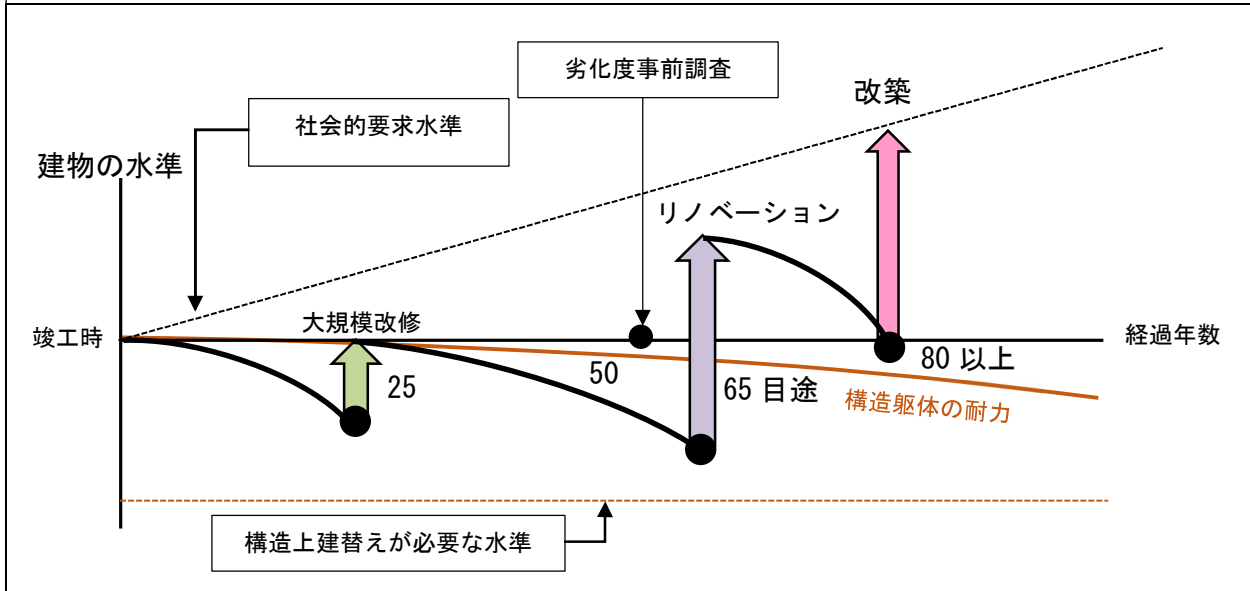 劣化度事前調査
改築
社会的要求水準
建物の水準
リノベーション
大規模改修
竣工時
経過年数
25
50
65 目途
80 以上
構造躯体の耐力
構造上建替えが必要な水準